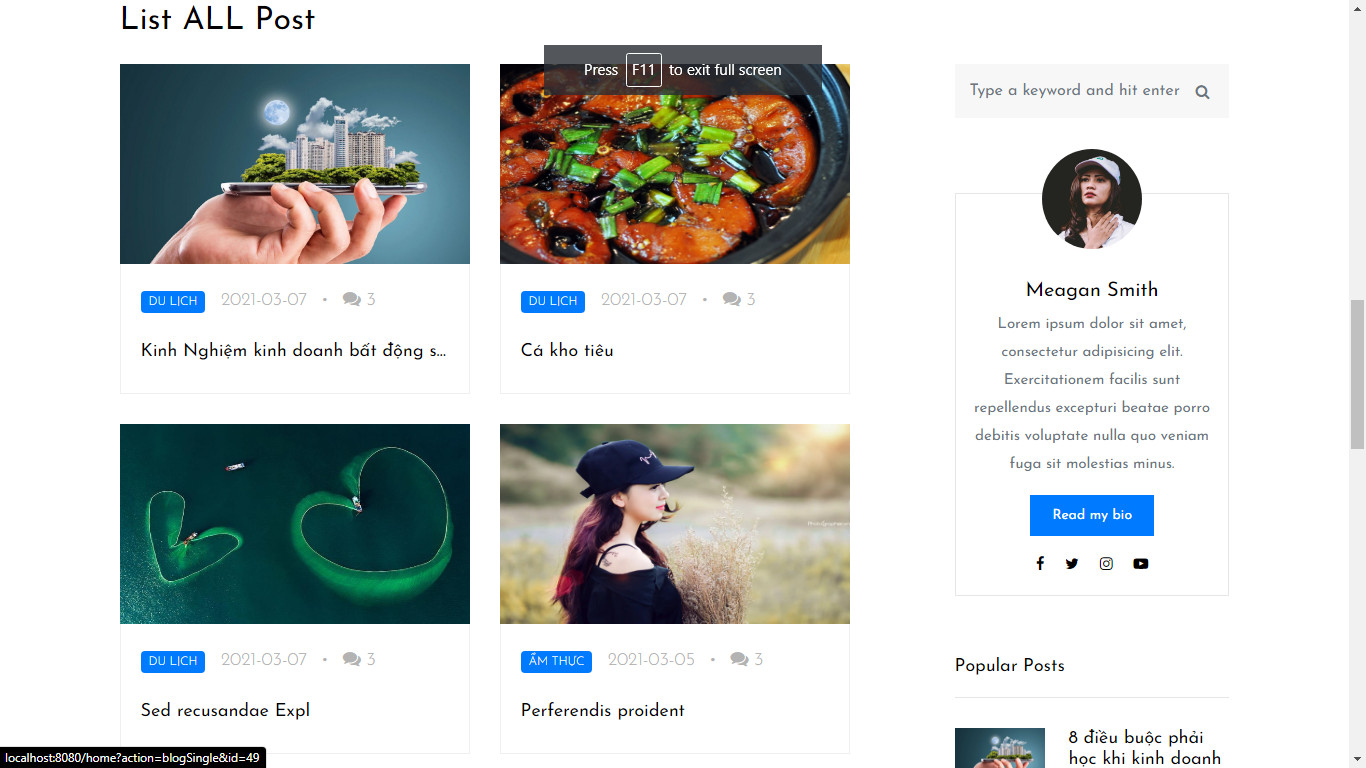 List ALL Post
Press F11 to exit full screen
Type a keyword and hit enter
DU LỊCH 2021-03-07 • 3
Kinh Nghiệm kinh doanh bất động s...
DU LỊCH 2021-03-07 • 3
Cá kho tiêu
Meagan Smith
Lorem ipsum dolor sit amet,
consectetur adipisicing elit.
Exercitationem facilis sunt
repellendus excepturi beatae porro
debitis voluptate nulla quo veniam
fuga sit molestias minus.
Read my bio
DU LỊCH 2021-03-07 • 3
Sed recusandae Expl
ẨM THỰC 2021-03-05 • 3
Perferendis proident
Popular Posts
8 điều buộc phải
học khi kinh doanh
localhost:8080/home?action=blogSingle&id=49